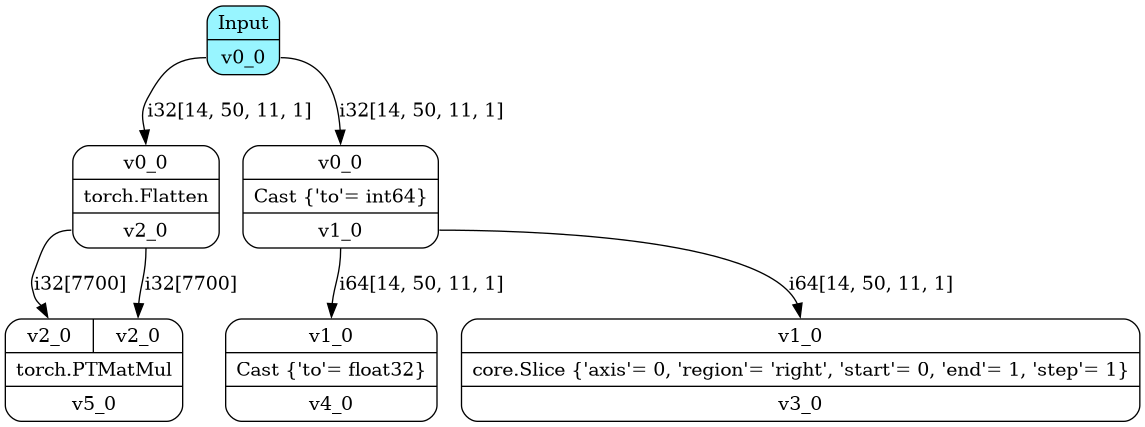 Input
v0_0
i32[14, 50, 11, 1]
i32[14, 50, 11, 1]
v0_0
torch.Flatten
v2_0
v0_0
Cast {'to'= int64}
v1_0
i32[7700]
i32[7700]
i64[14, 50, 11, 1]
i64[14, 50, 11, 1]
v2_0
v2_0
torch.PTMatMul
v5_0
v1_0
Cast {'to'= float32}
v4_0
v1_0
core.Slice {'axis'= 0, 'region'= 'right', 'start'= 0, 'end'= 1, 'step'= 1}
v3_0